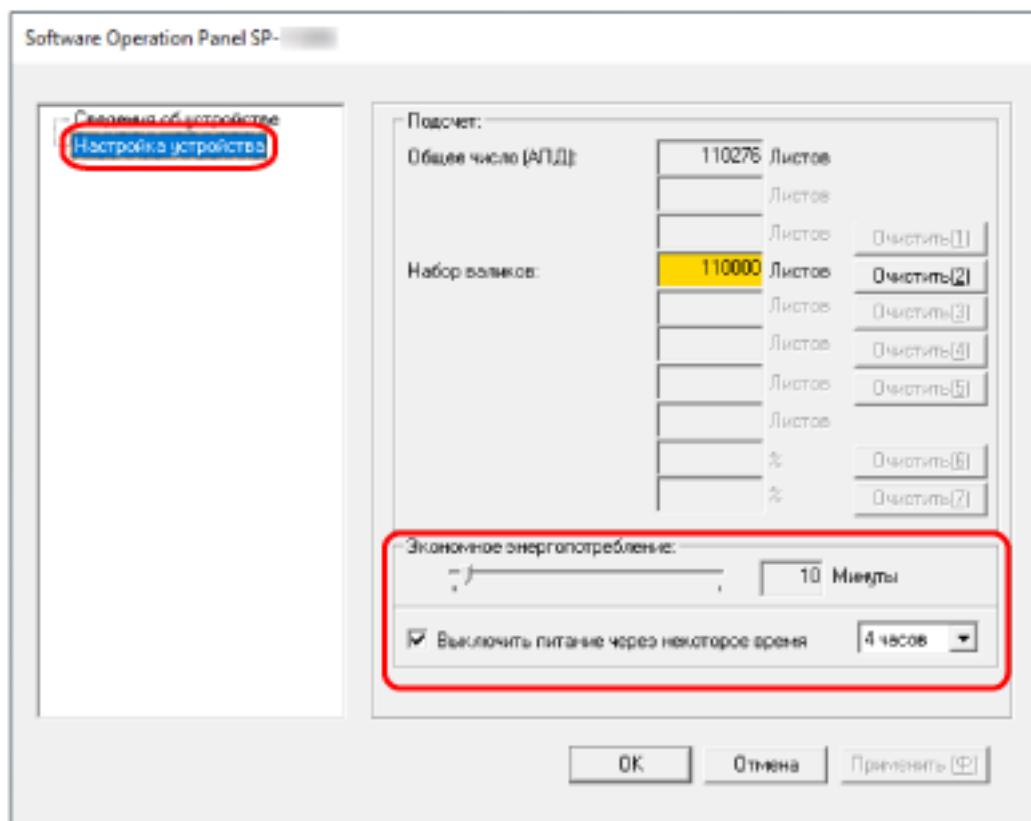 Software Operation Panel SP-
Сведения об устройстве
Настройка устройства
Подсчет:
Общее число (АПД): 110276 Листов
Листов
Листов Очистить(1)
Набор валиков: 110000 Листов Очистить(2)
Листов Очистить(3)
Листов Очистить(4)
Листов Очистить(5)
Листов
% Очистить(6)
% Очистить(7)
Экономное энергопотребление:
10 Минуты
Выключить питание через некоторое время 4 часов
OK Отмена Применить (Ф)